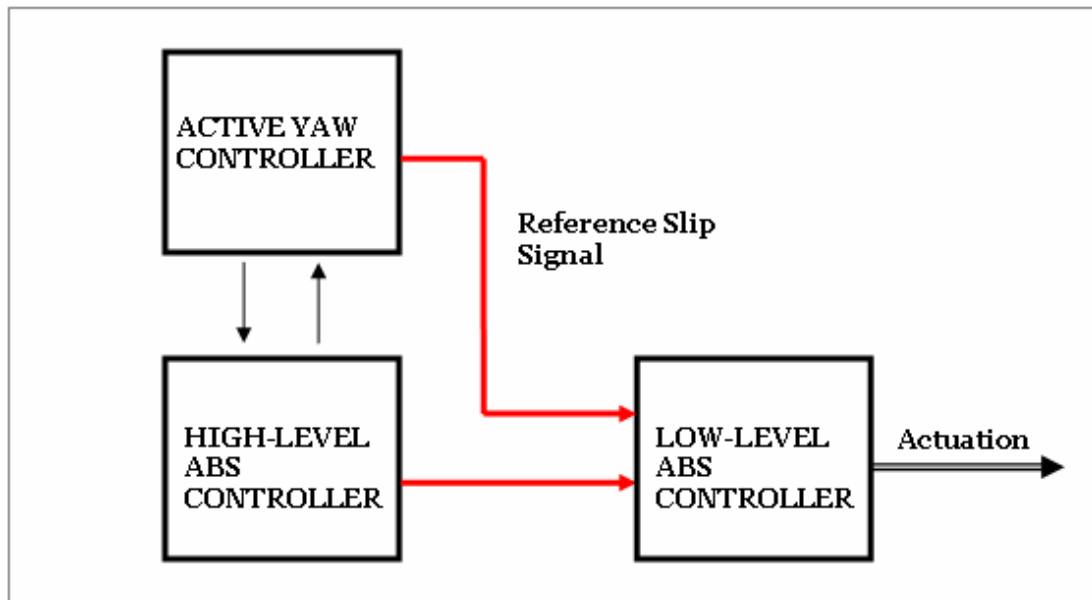 ACTIVE YAW
CONTROLLER
Reference Slip
Signal
HIGH-LEVEL
ABS
CONTROLLER
LOW-LEVEL
ABS
CONTROLLER
Actuation